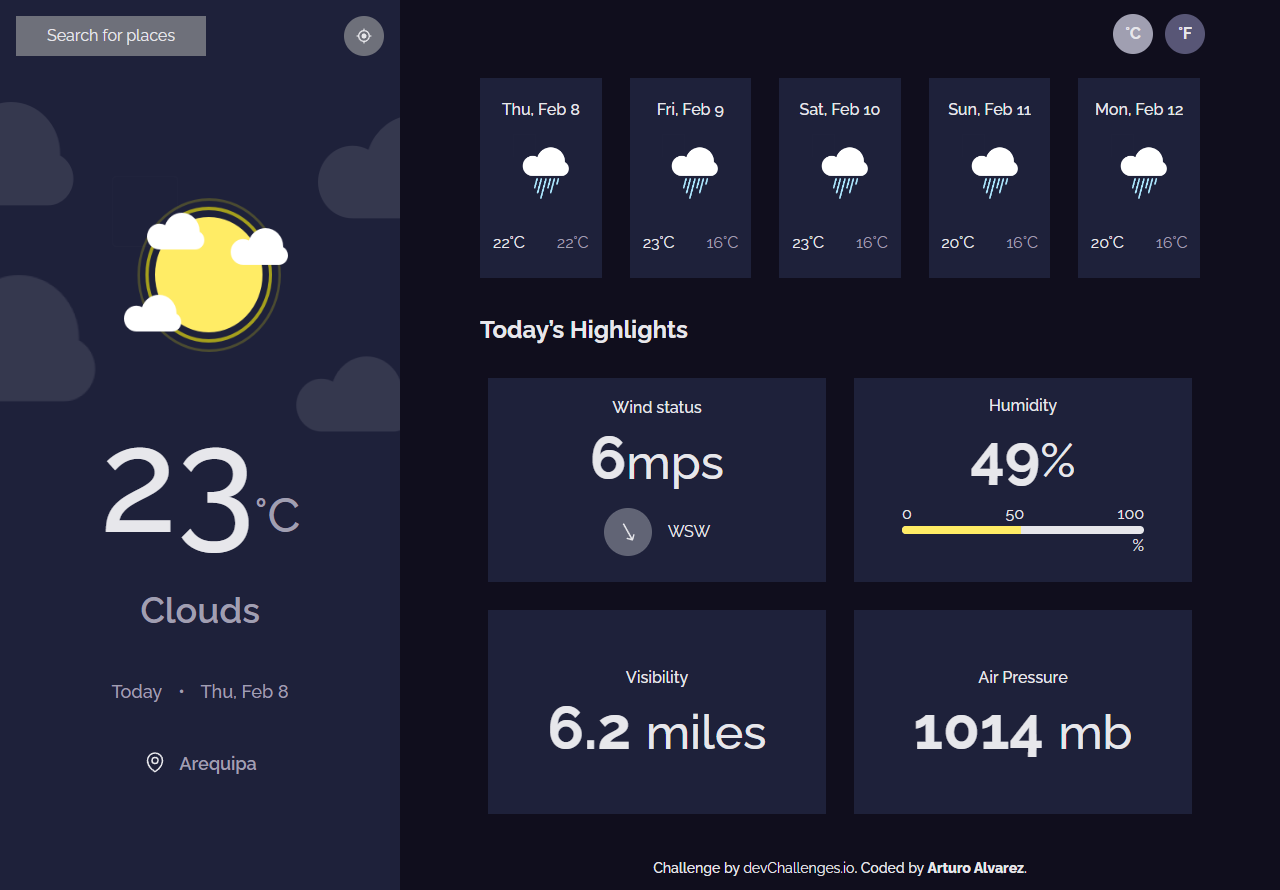 Search for places
23°C
Clouds
Today • Thu, Feb 8
Arequipa
°C °F
Thu, Feb 8
22°C 22°C
Fri, Feb 9
23°C 16°C
Sat, Feb 10
23°C 16°C
Sun, Feb 11
20°C 16°C
Mon, Feb 12
20°C 16°C
Today’s Highlights
Wind status
6mps
WSW
Humidity
49%
0 50 100
%
Visibility
6.2 miles
Air Pressure
1014 mb
Challenge by devChallenges.io. Coded by Arturo Alvarez.